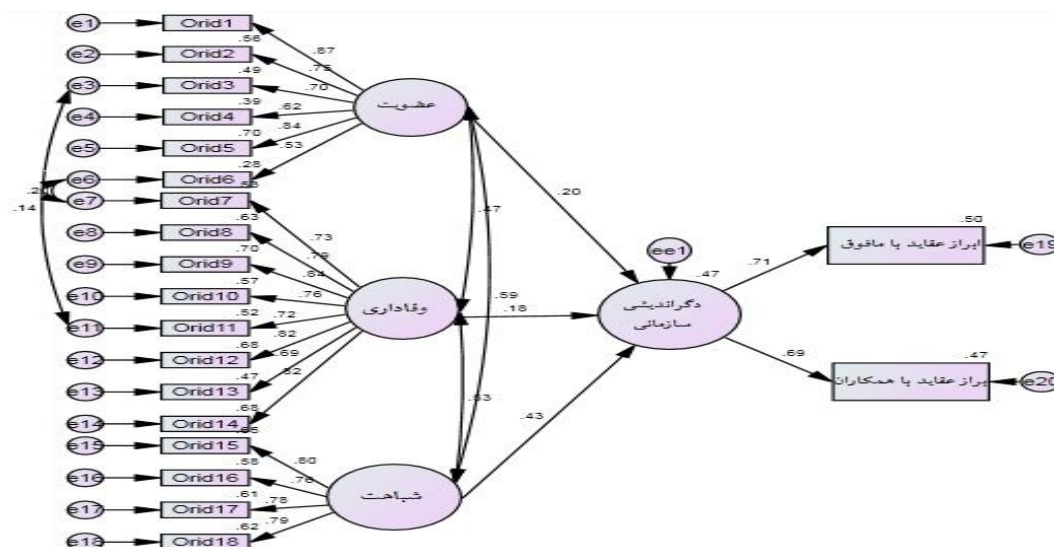 e1 Orid1
.56
e2 Orid2 .87
.49 .75
e3 Orid3 .70
.39
e4 Orid4 .62
.70 .84
e5 Orid5 .53
.28
e6 Orid6
عضویت
e7 Orid7
.14
.63
e8 Orid8
.70 .73
e9 Orid9 .79
.57 .84
e10 Orid10 .76
.52
e11 Orid11 .72
.68 .82
e12 Orid12 .69
.47 .82
e13 Orid13
.68
e14 Orid14
وفاداری
e15 Orid15
.58 .80
e16 Orid16 .76
.61
e17 Orid17 .78
.62 .79
e18 Orid18
شباهت
.47
.59
.53
.20
.18
.43
ee1
.47
دگراندیشی
سازمانی
.71
.50
ابراز عقاید با مافوق
e19
.69
.47
براز عقاید با همکاران
e20